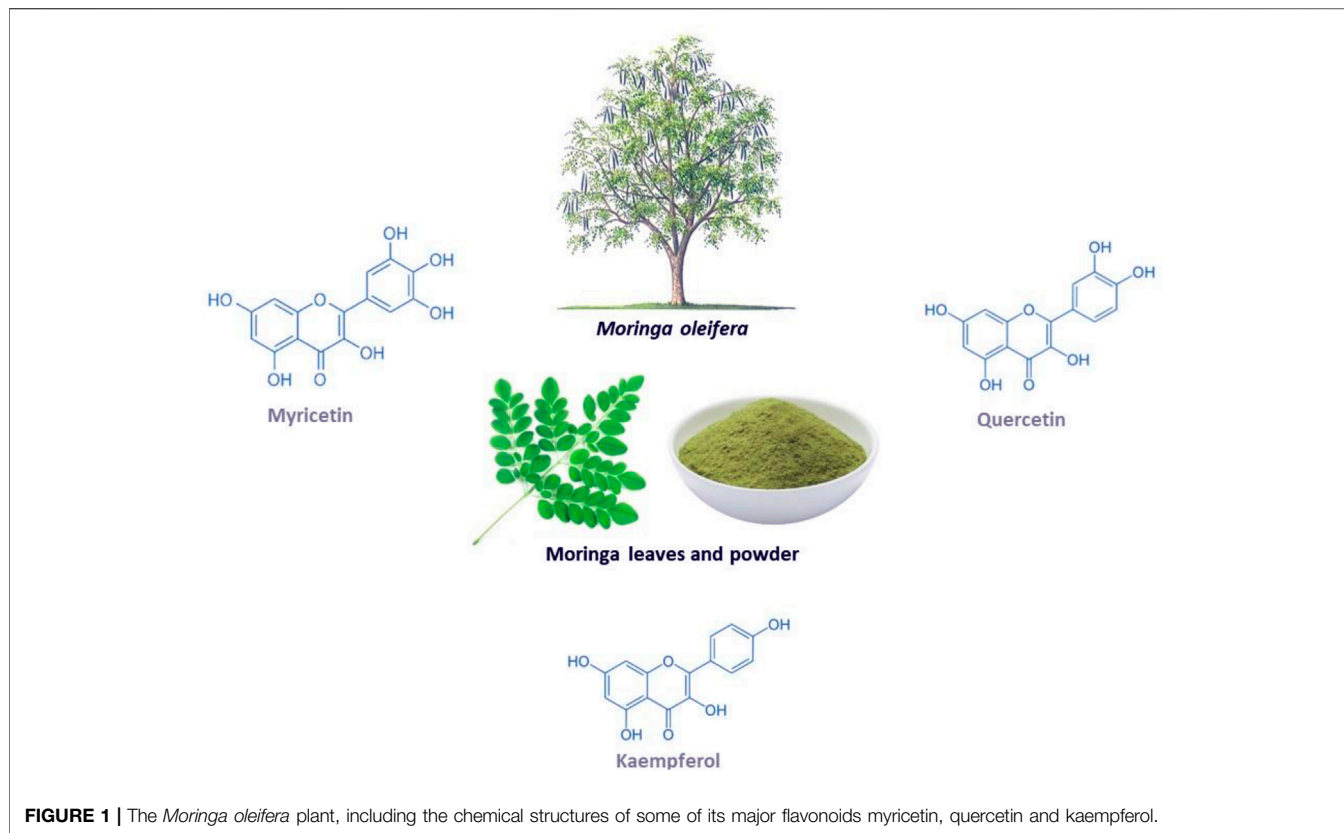 Moringa oleifera
OH
OH
HO
O
OH
OH
OH
O
Myricetin
OH
OH
HO
O
OH
OH
O
Quercetin
Moringa leaves and powder
OH
HO
O
OH
OH
O
Kaempferol
FIGURE 1 | The Moringa oleifera plant, including the chemical structures of some of its major flavonoids myricetin, quercetin and kaempferol.